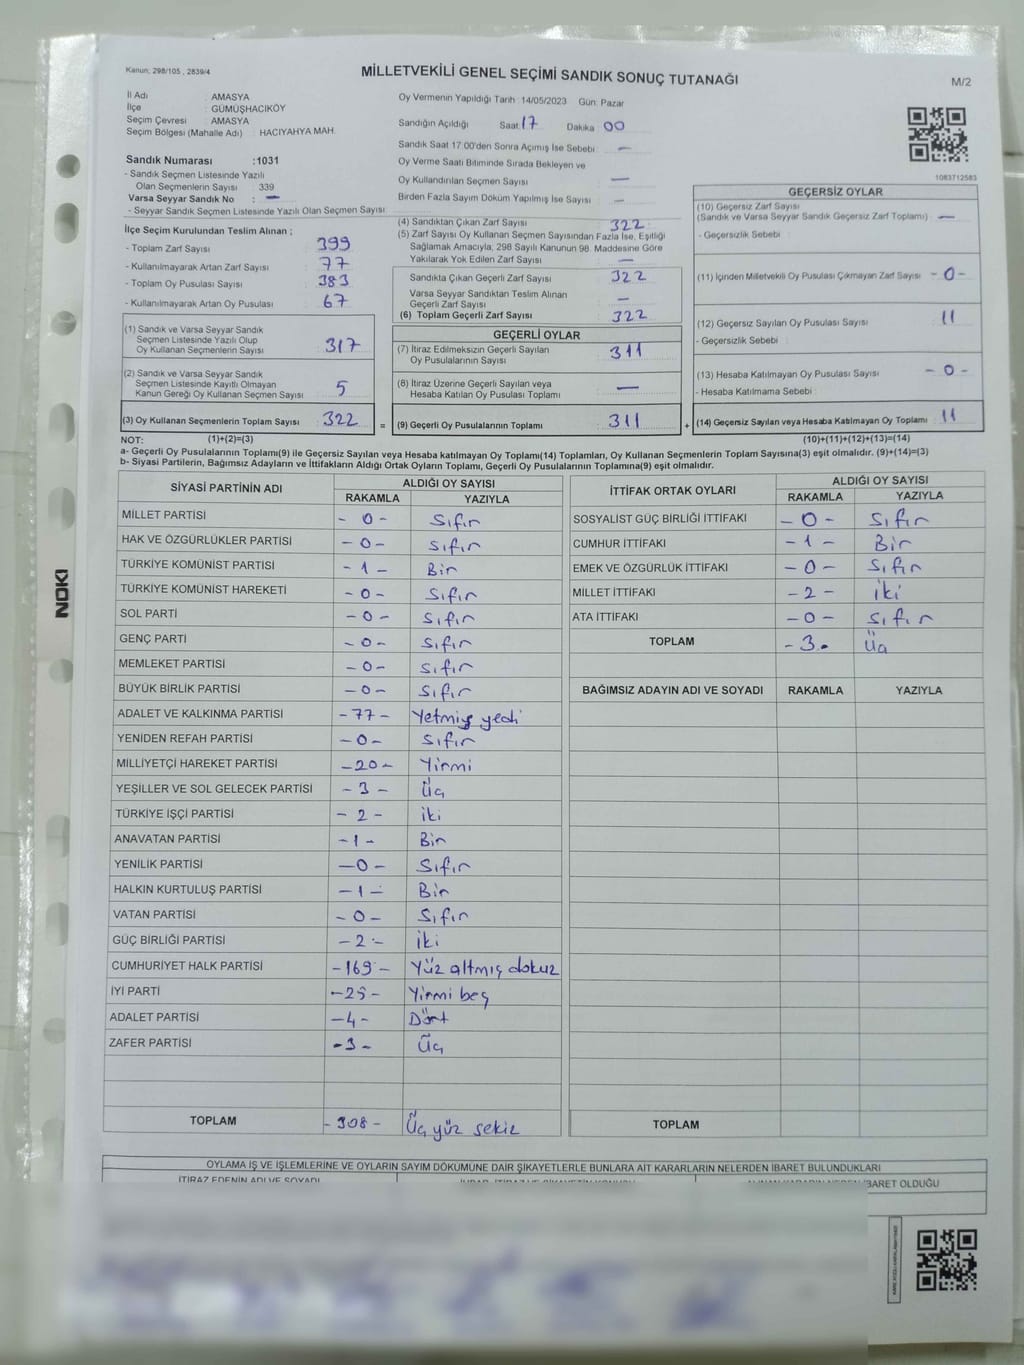 Kanun; 298/105 , 2839/4
MİLLETVEKİLİ GENEL SEÇİMİ SANDIK SONUÇ TUTANAĞI
M/2
İl Adı : AMASYA
İlçe : GÜMÜŞHACIKÖY
Seçim Çevresi : AMASYA
Seçim Bölgesi (Mahalle Adı) : HACIYAHYA MAH.
Sandık Numarası :1031
- Sandık Seçmen Listesinde Yazılı
Olan Seçmenlerin Sayısı : 339
Varsa Seyyar Sandık No : -
- Seyyar Sandık Seçmen Listesinde Yazılı Olan Seçmen Sayısı
Oy Vermenin Yapıldığı Tarih :14/05/2023 Gün: Pazar
Sandığın Açıldığı Saat: 17 Dakika 00
Sandık Saat 17.00'den Sonra Açımış İse Sebebi : -
Oy Verme Saati Bitiminde Sırada Bekleyen ve
Oy Kullandırılan Seçmen Sayısı : -
Birden Fazla Sayım Döküm Yapılmış İse Sayısı : -
1083712583
İlçe Seçim Kurulundan Teslim Alınan ;
- Toplam Zarf Sayısı : 399
- Kullanılmayarak Artan Zarf Sayısı : 77
- Toplam Oy Pusulası Sayısı : 383
- Kullanılmayarak Artan Oy Pusulası : 67
(1) Sandık ve Varsa Seyyar Sandık
Seçmen Listesinde Yazılı Olup
Oy Kullanan Seçmenlerin Sayısı : 317
(2) Sandık ve Varsa Seyyar Sandık
Seçmen Listesinde Kayıtlı Olmayan
Kanun Gereği Oy Kullanan Seçmen Sayısı : 5
(3) Oy Kullanan Seçmenlerin Toplam Sayısı : 322
(4) Sandıktan Çıkan Zarf Sayısı : 322
(5) Zarf Sayısı Oy Kullanan Seçmen Sayısından Fazla İse, Eşitliği
Sağlamak Amacıyla; 298 Sayılı Kanunun 98. Maddesine Göre
Yakılarak Yok Edilen Zarf Sayısı : -
Sandıkta Çıkan Geçerli Zarf Sayısı : 322
Varsa Seyyar Sandıktan Teslim Alınan
Geçerli Zarf Sayısı : -
(6) Toplam Geçerli Zarf Sayısı : 322
GEÇERLİ OYLAR
(7) İtiraz Edilmeksizin Geçerli Sayılan
Oy Pusulalarının Sayısı : 311
(8) İtiraz Üzerine Geçerli Sayılan veya
Hesaba Katılan Oy Pusulası Toplamı : -
= (9) Geçerli Oy Pusulalarının Toplamı : 311
GEÇERSİZ OYLAR
(10) Geçersiz Zarf Sayısı
(Sandık ve Varsa Seyyar Sandık Geçersiz Zarf Toplamı) : -
- Geçersizlik Sebebi :
(11) İçinden Milletvekili Oy Pusulası Çıkmayan Zarf Sayısı : - 0 -
(12) Geçersiz Sayılan Oy Pusulası Sayısı : 11
- Geçersizlik Sebebi :
(13) Hesaba Katılmayan Oy Pusulası Sayısı : - 0 -
- Hesaba Katılmama Sebebi :
+ (14) Geçersiz Sayılan veya Hesaba Katılmayan Oy Toplamı : 11
NOT: (1)+(2)=(3) (10)+(11)+(12)+(13)=(14)
a- Geçerli Oy Pusulalarının Toplamı(9) ile Geçersiz Sayılan veya Hesaba katılmayan Oy Toplamı(14) Toplamları, Oy Kullanan Seçmenlerin Toplam Sayısına(3) eşit olmalıdır. (9)+(14)=(3)
b- Siyasi Partilerin, Bağımsız Adayların ve İttifakların Aldığı Ortak Oyların Toplamı, Geçerli Oy Pusulalarının Toplamına(9) eşit olmalıdır.
SİYASİ PARTİNİN ADI ALDIĞI OY SAYISI
RAKAMLA YAZIYLA
MİLLET PARTİSİ - 0 - Sıfır
HAK VE ÖZGÜRLÜKLER PARTİSİ - 0 - Sıfır
TÜRKİYE KOMÜNİST PARTİSİ - 1 - Bir
TÜRKİYE KOMÜNİST HAREKETİ - 0 - Sıfır
SOL PARTİ - 0 - Sıfır
GENÇ PARTİ - 0 - Sıfır
MEMLEKET PARTİSİ - 0 - Sıfır
BÜYÜK BİRLİK PARTİSİ - 0 - Sıfır
ADALET VE KALKINMA PARTİSİ - 77 - Yetmiş yedi
YENİDEN REFAH PARTİSİ - 0 - Sıfır
MİLLİYETÇİ HAREKET PARTİSİ - 20 - Yirmi
YEŞİLLER VE SOL GELECEK PARTİSİ - 3 - Üç
TÜRKİYE İŞÇİ PARTİSİ - 2 - İki
ANAVATAN PARTİSİ - 1 - Bir
YENİLİK PARTİSİ - 0 - Sıfır
HALKIN KURTULUŞ PARTİSİ - 1 - Bir
VATAN PARTİSİ - 0 - Sıfır
GÜÇ BİRLİĞİ PARTİSİ - 2 - İki
CUMHURİYET HALK PARTİSİ - 169 - Yüz altmış dokuz
İYİ PARTİ - 25 - Yirmi beş
ADALET PARTİSİ - 4 - Dört
ZAFER PARTİSİ - 3 - Üç
TOPLAM - 308 - Üç yüz sekiz
İTTİFAK ORTAK OYLARI ALDIĞI OY SAYISI
RAKAMLA YAZIYLA
SOSYALİST GÜÇ BİRLİĞİ İTTİFAKI - 0 - Sıfır
CUMHUR İTTİFAKI - 1 - Bir
EMEK VE ÖZGÜRLÜK İTTİFAKI - 0 - Sıfır
MİLLET İTTİFAKI - 2 - İki
ATA İTTİFAKI - 0 - Sıfır
TOPLAM - 3 - Üç
BAĞIMSIZ ADAYIN ADI VE SOYADI RAKAMLA YAZIYLA
TOPLAM
OYLAMA İŞ VE İŞLEMLERİNE VE OYLARIN SAYIM DÖKÜMÜNE DAİR ŞİKAYETLERLE BUNLARA AİT KARARLARIN NELERDEN İBARET BULUNDUKLARI
İTİRAZ EDENİN ADI VE SOYADI
İBARET OLDUĞU
NOKI